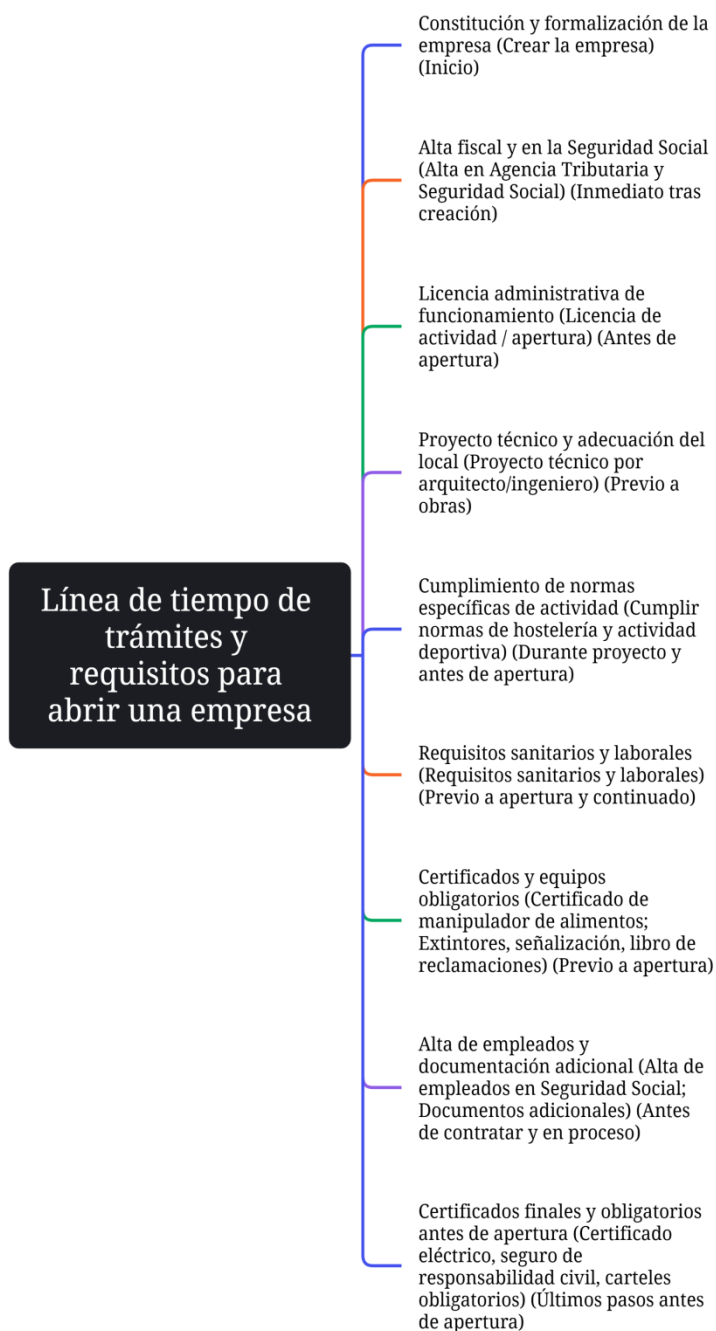 Constitución y formalización de la
empresa (Crear la empresa)
(Inicio)
Alta fiscal y en la Seguridad Social
(Alta en Agencia Tributaria y
Seguridad Social) (Inmediato tras
creación)
Licencia administrativa de
funcionamiento (Licencia de
actividad / apertura) (Antes de
apertura)
Proyecto técnico y adecuación del
local (Proyecto técnico por
arquitecto/ingeniero) (Previo a
obras)
Línea de tiempo de
trámites y
requisitos para
abrir una empresa
Cumplimiento de normas
específicas de actividad (Cumplir
normas de hostelería y actividad
deportiva) (Durante proyecto y
antes de apertura)
Requisitos sanitarios y laborales
(Requisitos sanitarios y laborales)
(Previo a apertura y continuado)
Certificados y equipos
obligatorios (Certificado de
manipulador de alimentos;
Extintores, señalización, libro de
reclamaciones) (Previo a apertura)
Alta de empleados y
documentación adicional (Alta de
empleados en Seguridad Social;
Documentos adicionales) (Antes
de contratar y en proceso)
Certificados finales y obligatorios
antes de apertura (Certificado
eléctrico, seguro de
responsabilidad civil, carteles
obligatorios) (Últimos pasos antes
de apertura)